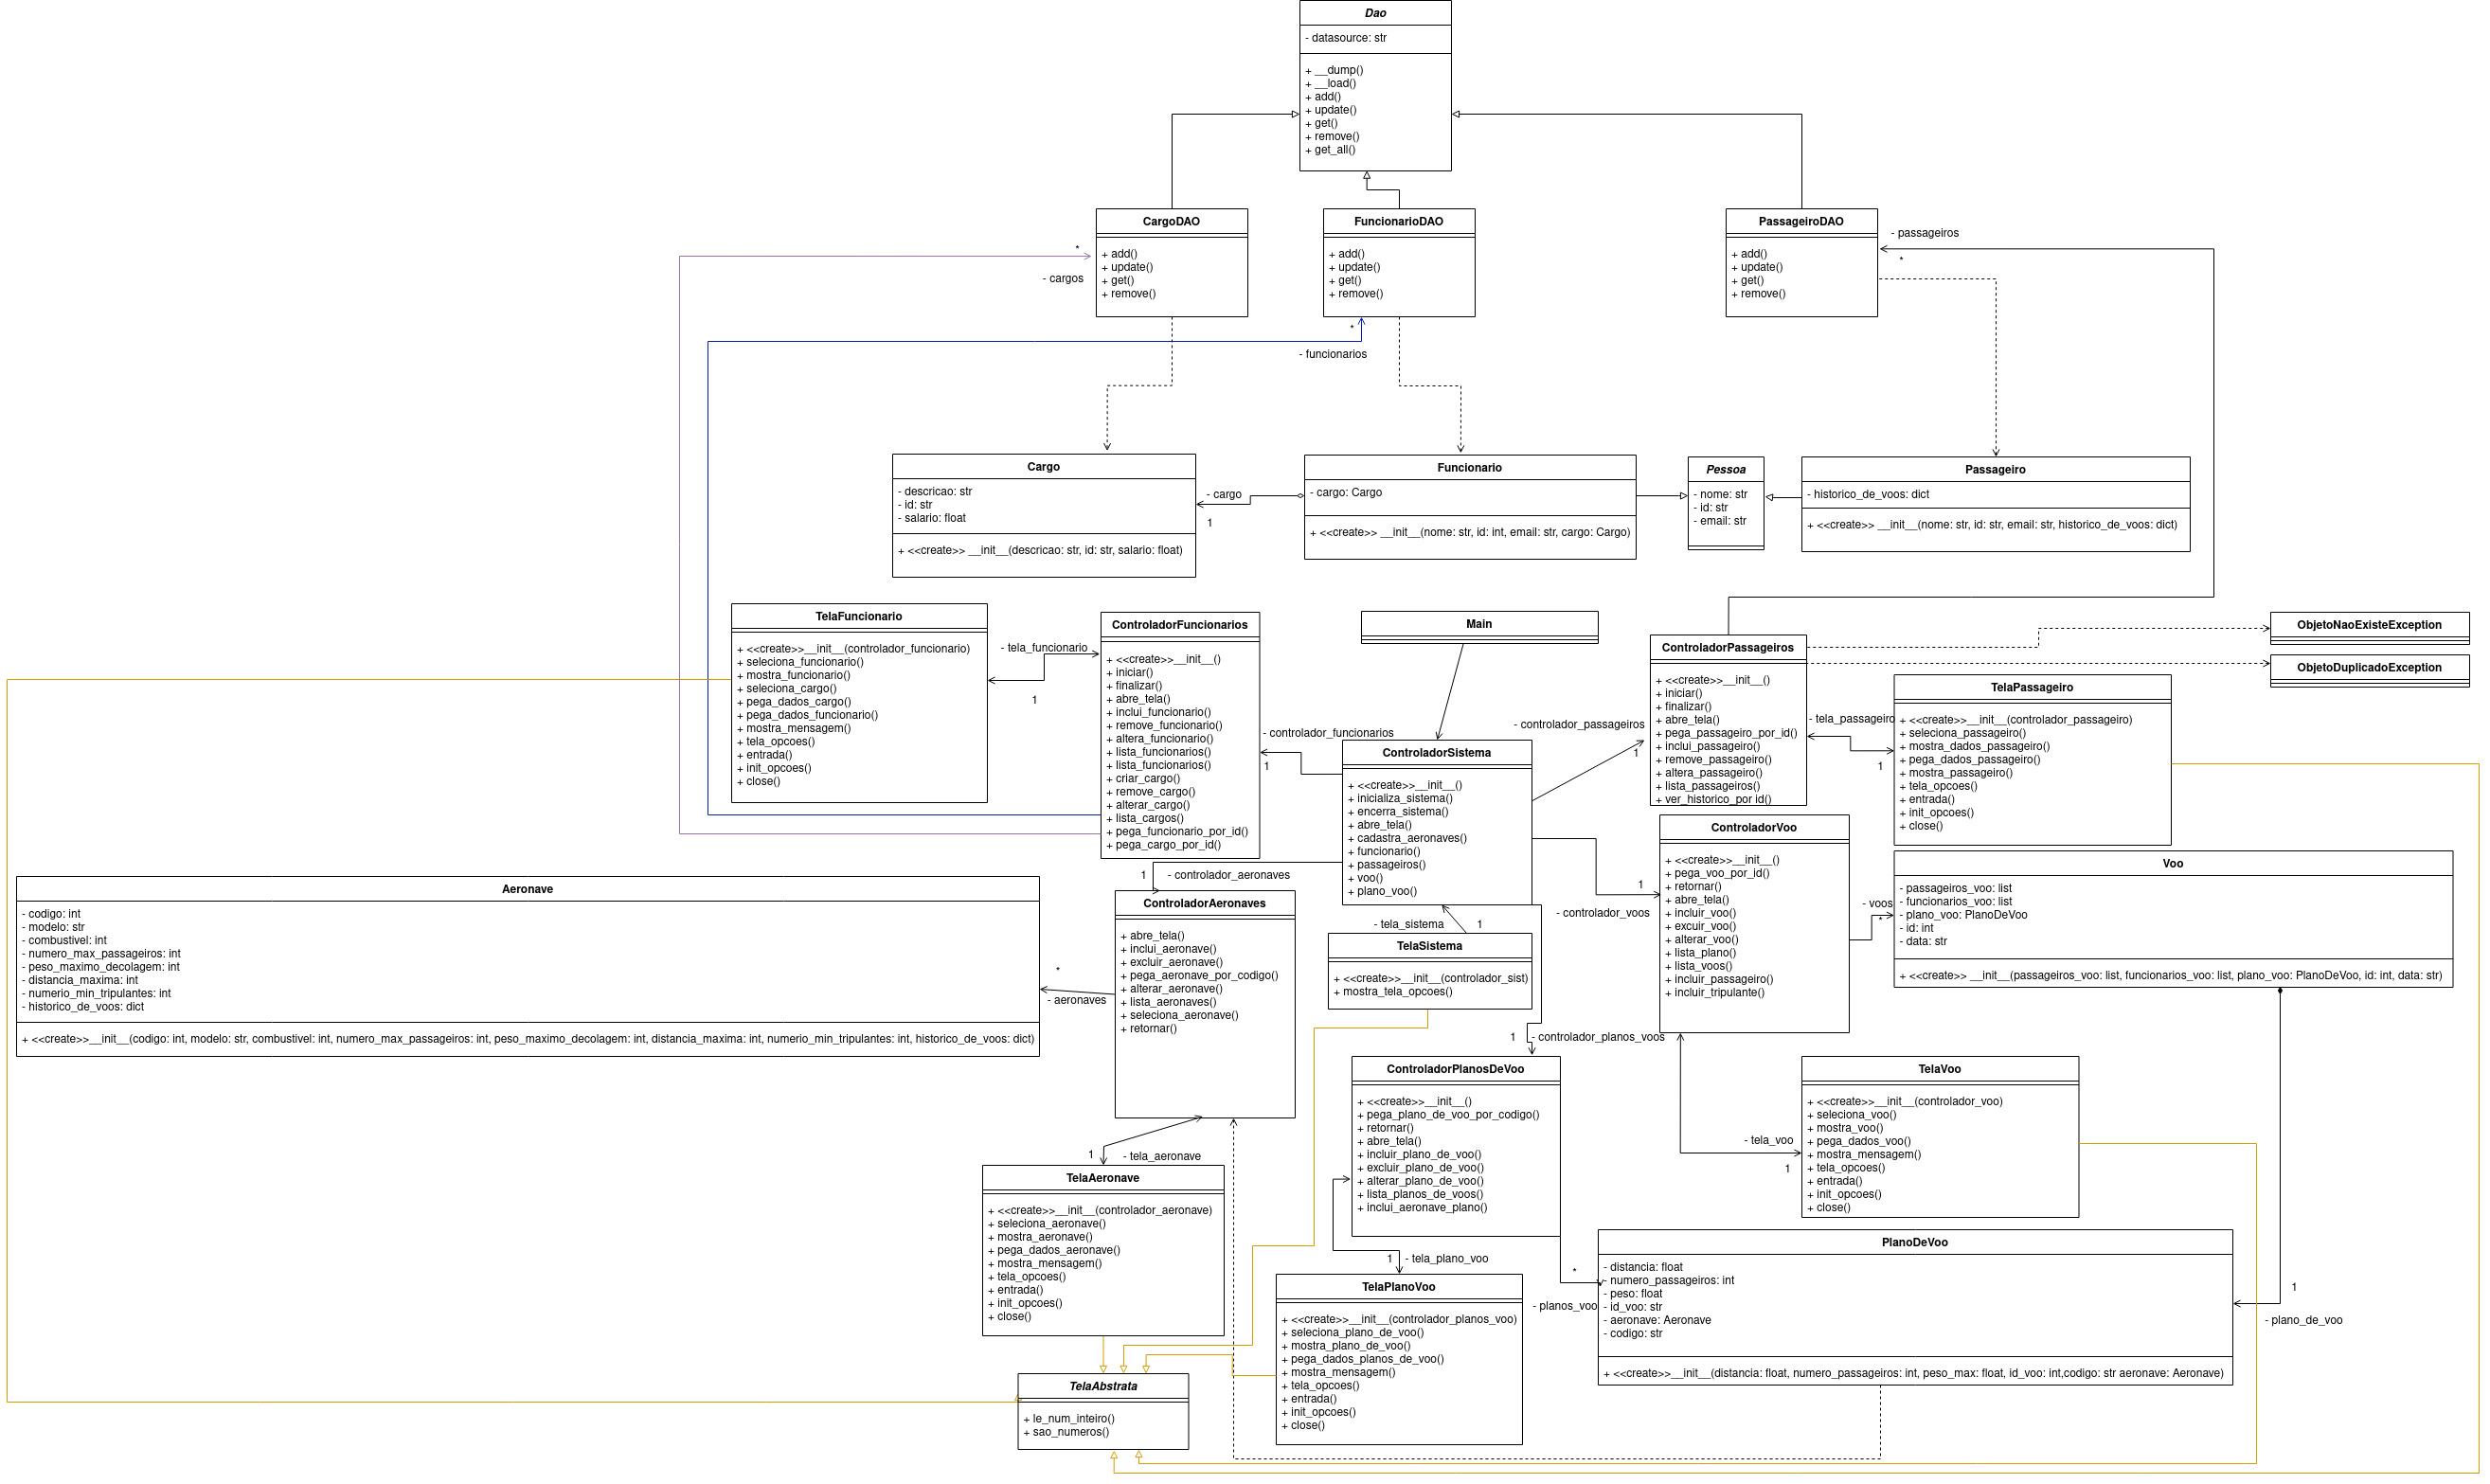 Dao
- datasource: str
+ __dump()
+ __load()
+ add()
+ update()
+ get()
+ remove()
+ get_all()
CargoDAO
+ add()
+ update()
+ get()
+ remove()
FuncionarioDAO
+ add()
+ update()
+ get()
+ remove()
PassageiroDAO
+ add()
+ update()
+ get()
+ remove()
- passageiros
*
*
- cargos
*
- funcionarios
Cargo
- descricao: str
- id: str
- salario: float
+ <<create>> __init__(descricao: str, id: str, salario: float)
- cargo
1
Funcionario
- cargo: Cargo
+ <<create>> __init__(nome: str, id: int, email: str, cargo: Cargo)
Pessoa
- nome: str
- id: str
- email: str
Passageiro
- historico_de_voos: dict
+ <<create>> __init__(nome: str, id: str, email: str, historico_de_voos: dict)
TelaFuncionario
+ <<create>>__init__(controlador_funcionario)
+ seleciona_funcionario()
+ mostra_funcionario()
+ seleciona_cargo()
+ pega_dados_cargo()
+ pega_dados_funcionario()
+ mostra_mensagem()
+ tela_opcoes()
+ entrada()
+ init_opcoes()
+ close()
- tela_funcionario
1
ControladorFuncionarios
+ <<create>>__init__()
+ iniciar()
+ finalizar()
+ abre_tela()
+ inclui_funcionario()
+ remove_funcionario()
+ altera_funcionario()
+ lista_funcionarios()
+ lista_funcionarios()
+ criar_cargo()
+ remove_cargo()
+ alterar_cargo()
+ lista_cargos()
+ pega_funcionario_por_id()
+ pega_cargo_por_id()
Main
- controlador_funcionarios
1
ControladorSistema
+ <<create>>__init__()
+ inicializa_sistema()
+ encerra_sistema()
+ abre_tela()
+ cadastra_aeronaves()
+ funcionario()
+ passageiros()
+ voo()
+ plano_voo()
- controlador_passageiros
1
ControladorPassageiros
+ <<create>>__init__()
+ iniciar()
+ finalizar()
+ abre_tela()
+ pega_passageiro_por_id()
+ inclui_passageiro()
+ remove_passageiro()
+ altera_passageiro()
+ lista_passageiros()
+ ver_historico_por id()
ObjetoNaoExisteException
ObjetoDuplicadoException
- tela_passageiro
1
TelaPassageiro
+ <<create>>__init__(controlador_passageiro)
+ seleciona_passageiro()
+ mostra_dados_passageiro()
+ pega_dados_passageiro()
+ mostra_passageiro()
+ tela_opcoes()
+ entrada()
+ init_opcoes()
+ close()
ControladorVoo
+ <<create>>__init__()
+ pega_voo_por_id()
+ retornar()
+ abre_tela()
+ incluir_voo()
+ excuir_voo()
+ alterar_voo()
+ lista_plano()
+ lista_voos()
+ incluir_passageiro()
+ incluir_tripulante()
1
- controlador_voos
- voos
*
Voo
- passageiros_voo: list
- funcionarios_voo: list
- plano_voo: PlanoDeVoo
- id: int
- data: str
+ <<create>> __init__(passageiros_voo: list, funcionarios_voo: list, plano_voo: PlanoDeVoo, id: int, data: str)
1
- controlador_aeronaves
Aeronave
- codigo: int
- modelo: str
- combustivel: int
- numero_max_passageiros: int
- peso_maximo_decolagem: int
- distancia_maxima: int
- numerio_min_tripulantes: int
- historico_de_voos: dict
+ <<create>>__init__(codigo: int, modelo: str, combustivel: int, numero_max_passageiros: int, peso_maximo_decolagem: int, distancia_maxima: int, numerio_min_tripulantes: int, historico_de_voos: dict)
*
- aeronaves
ControladorAeronaves
+ abre_tela()
+ inclui_aeronave()
+ excluir_aeronave()
+ pega_aeronave_por_codigo()
+ alterar_aeronave()
+ lista_aeronaves()
+ seleciona_aeronave()
+ retornar()
- tela_sistema
1
TelaSistema
+ <<create>>__init__(controlador_sist)
+ mostra_tela_opcoes()
1
- controlador_planos_voos
ControladorPlanosDeVoo
+ <<create>>__init__()
+ pega_plano_de_voo_por_codigo()
+ retornar()
+ abre_tela()
+ incluir_plano_de_voo()
+ excluir_plano_de_voo()
+ alterar_plano_de_voo()
+ lista_planos_de_voos()
+ inclui_aeronave_plano()
TelaVoo
+ <<create>>__init__(controlador_voo)
+ seleciona_voo()
+ mostra_voo()
+ pega_dados_voo()
+ mostra_mensagem()
+ tela_opcoes()
+ entrada()
+ init_opcoes()
+ close()
- tela_voo
1
1
- tela_aeronave
TelaAeronave
+ <<create>>__init__(controlador_aeronave)
+ seleciona_aeronave()
+ mostra_aeronave()
+ pega_dados_aeronave()
+ mostra_mensagem()
+ tela_opcoes()
+ entrada()
+ init_opcoes()
+ close()
1
- tela_plano_voo
TelaPlanoVoo
+ <<create>>__init__(controlador_planos_voo)
+ seleciona_plano_de_voo()
+ mostra_plano_de_voo()
+ pega_dados_planos_de_voo()
+ mostra_mensagem()
+ tela_opcoes()
+ entrada()
+ init_opcoes()
+ close()
*
- planos_voo
PlanoDeVoo
- distancia: float
- numero_passageiros: int
- peso: float
- id_voo: str
- aeronave: Aeronave
- codigo: str
+ <<create>>__init__(distancia: float, numero_passageiros: int, peso_max: float, id_voo: int,codigo: str aeronave: Aeronave)
1
- plano_de_voo
TelaAbstrata
+ le_num_inteiro()
+ sao_numeros()